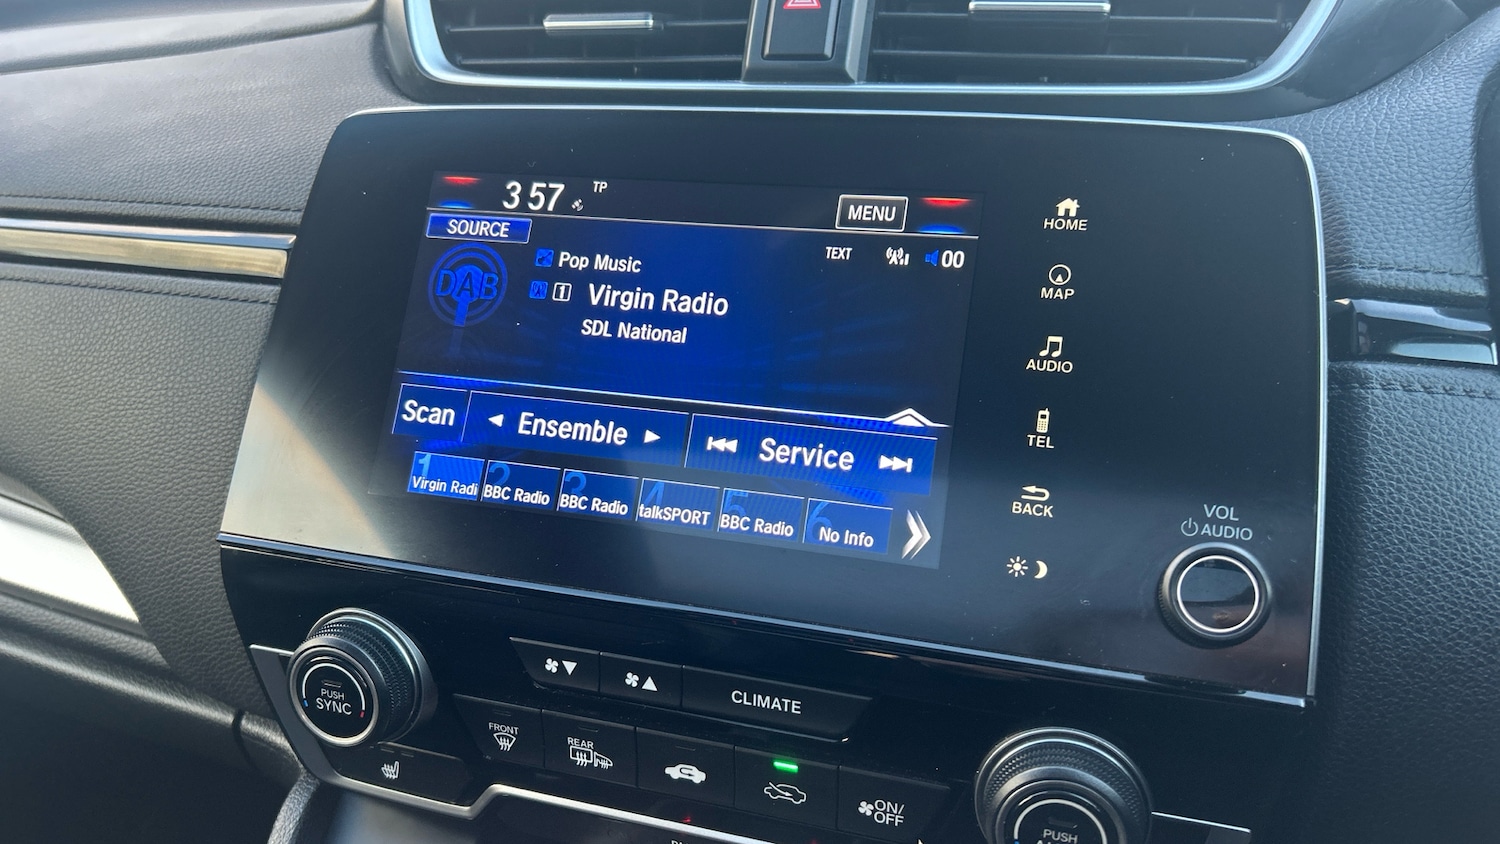 3 57 TP
MENU
SOURCE
TEXT
00
DAB
Pop Music
1 Virgin Radio
SDL National
Scan
Ensemble
Service
1 Virgin Radi
2 BBC Radio
3 BBC Radio
4 talkSPORT
5 BBC Radio
6 No Info
HOME
MAP
AUDIO
TEL
BACK
VOL
AUDIO
PUSH
SYNC
CLIMATE
FRONT
REAR
ON/
OFF
PUSH